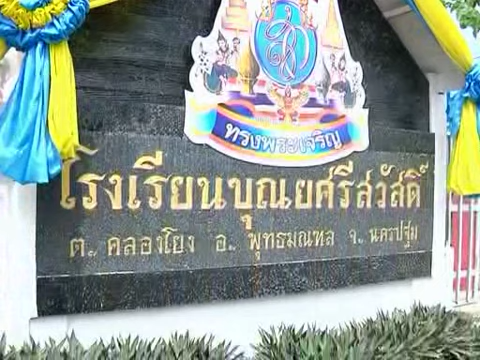 ทรงพระเจริญ
โรงเรียนบุณยศรีสวัสดิ์
ต. คลองโยง อ. พุทธมณฑล จ. นครปฐม